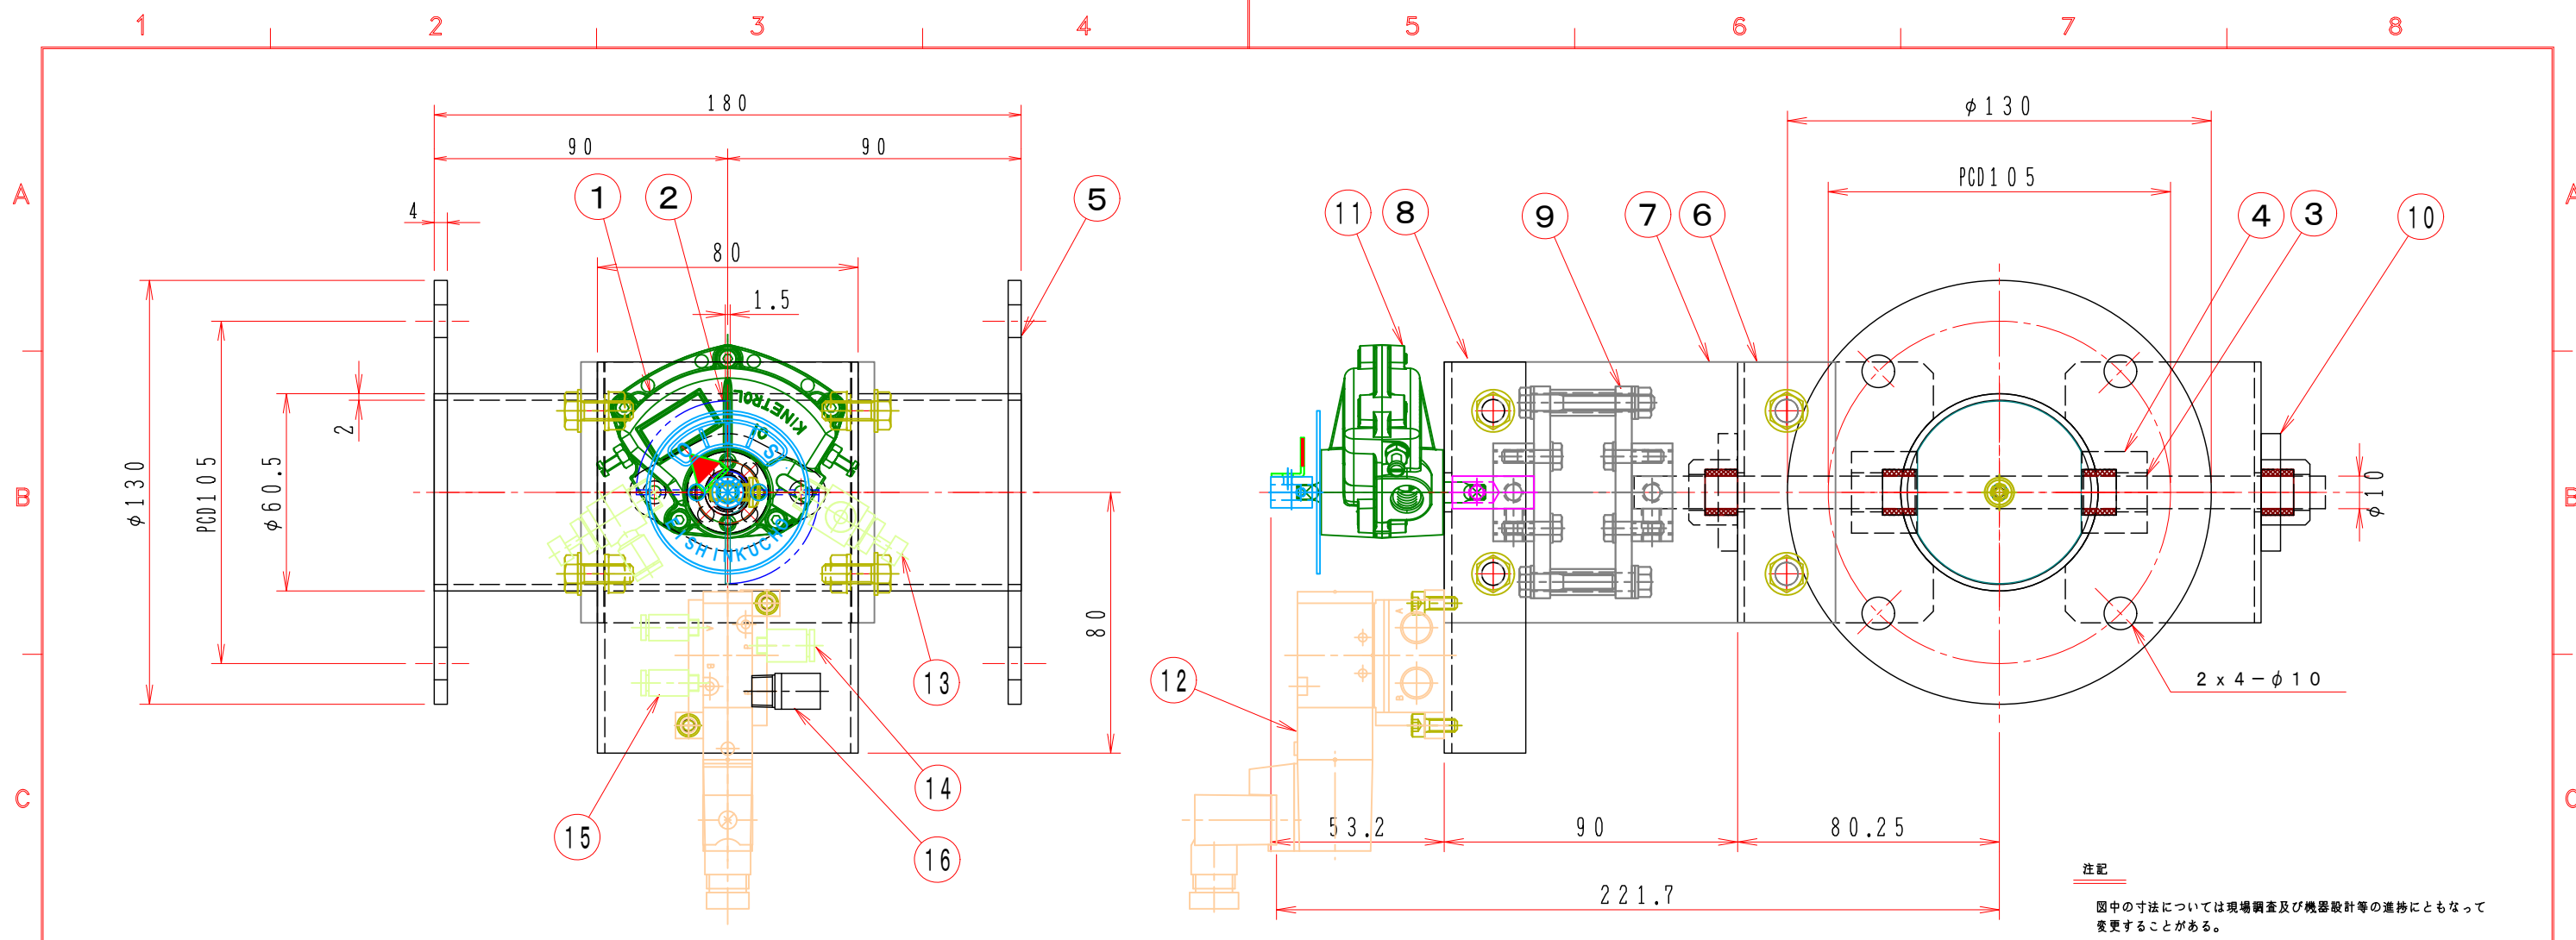 1 2 3 4 5 6 7 8
180
φ130
90 90
PCD105
A
1 2 5
11 8 9 7 6 4 3 10
A
4
80
1.5
KINETROL
2
φ130
PCD105
φ60.5
B
φ10
B
EISHINKUCHO
80
13
12
2x4-φ10
14
15
16
C
53.2 90 80.25
C
221.7
注記
図中の寸法については現場調査及び機器設計等の進捗にともなって
変更することがある。